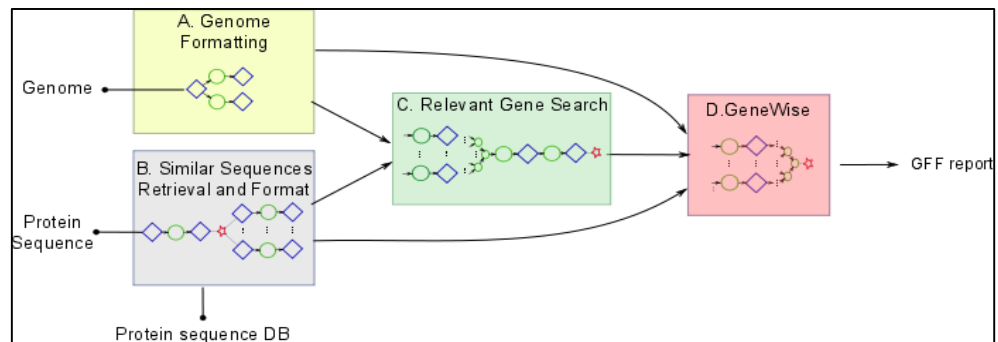 A. Genome
Formatting
Genome
C. Relevant Gene Search
D.GeneWise
GFF report
B. Similar Sequences
Retrieval and Format
Protein
Sequence
Protein sequence DB